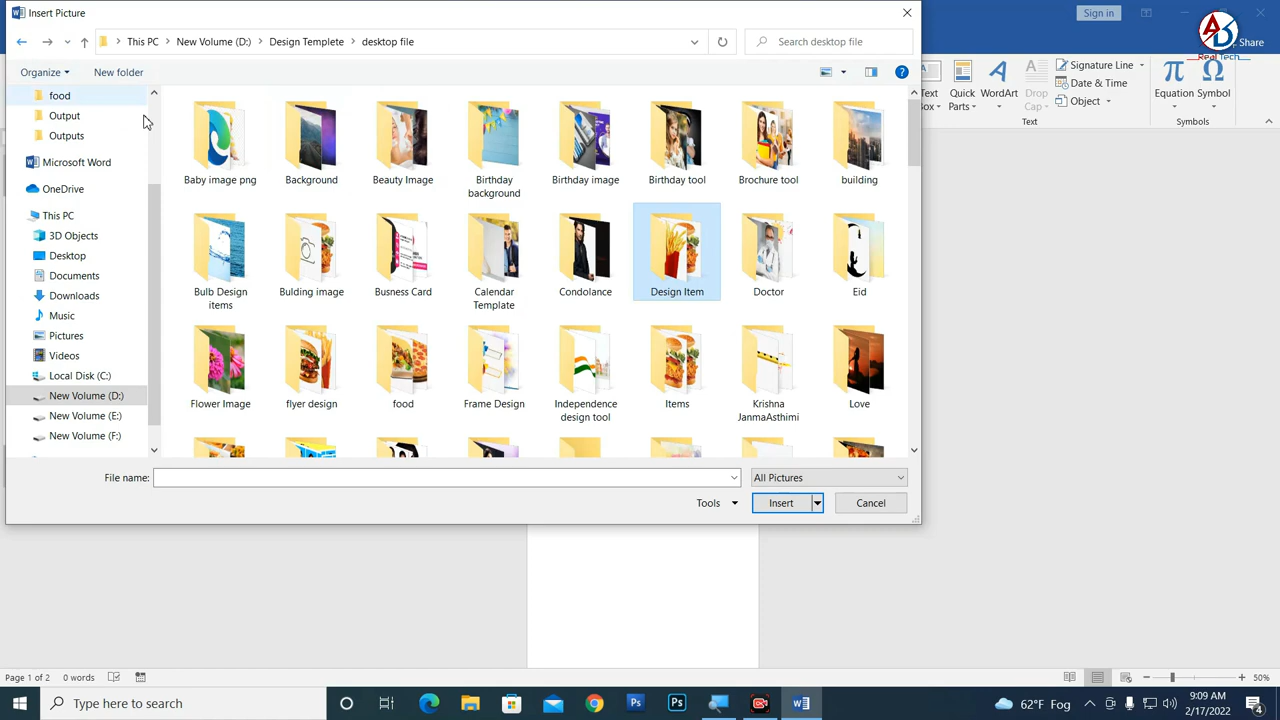 Insert Picture
Sign in
This PC > New Volume (D:) > Design Templete > desktop file
Search desktop file
Share
Real Tech
Organize
New folder
Text Box
Quick Parts
WordArt
Drop Cap
Signature Line
Date & Time
Object
Equation
Symbol
Text
Symbols
food
Output
Outputs
Microsoft Word
OneDrive
This PC
3D Objects
Desktop
Documents
Downloads
Music
Pictures
Videos
Local Disk (C:)
New Volume (D:)
New Volume (E:)
New Volume (F:)
Baby image png
Background
Beauty Image
Birthday background
Birthday image
Birthday tool
Brochure tool
building
Bulb Design items
Bulding image
Busness Card
Calendar Template
Condolance
Design Item
Doctor
Eid
Flower Image
flyer design
food
Frame Design
Independence design tool
Items
Krishna JanmaAsthimi
Love
File name:
All Pictures
Tools
Insert
Cancel
Page 1 of 2
0 words
50%
Type here to search
62°F Fog
9:09 AM
2/17/2022
4